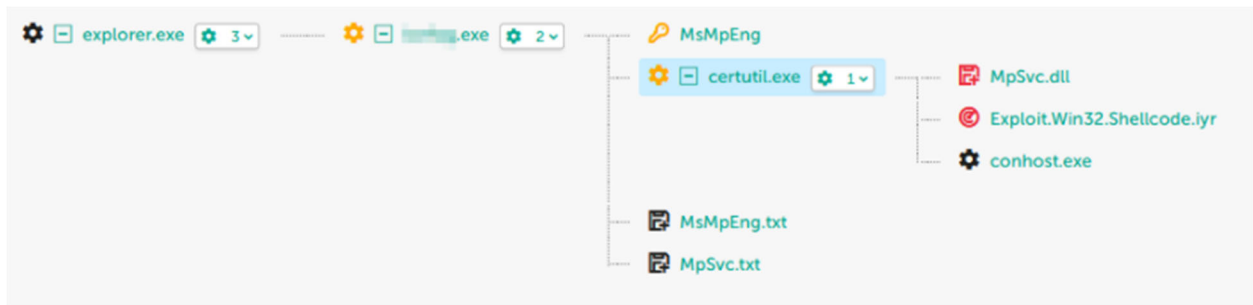 explorer.exe 3 .exe 2 MsMpEng
certutil.exe 1 MpSvc.dll
Exploit.Win32.Shellcode.iyr
conhost.exe
MsMpEng.txt
MpSvc.txt